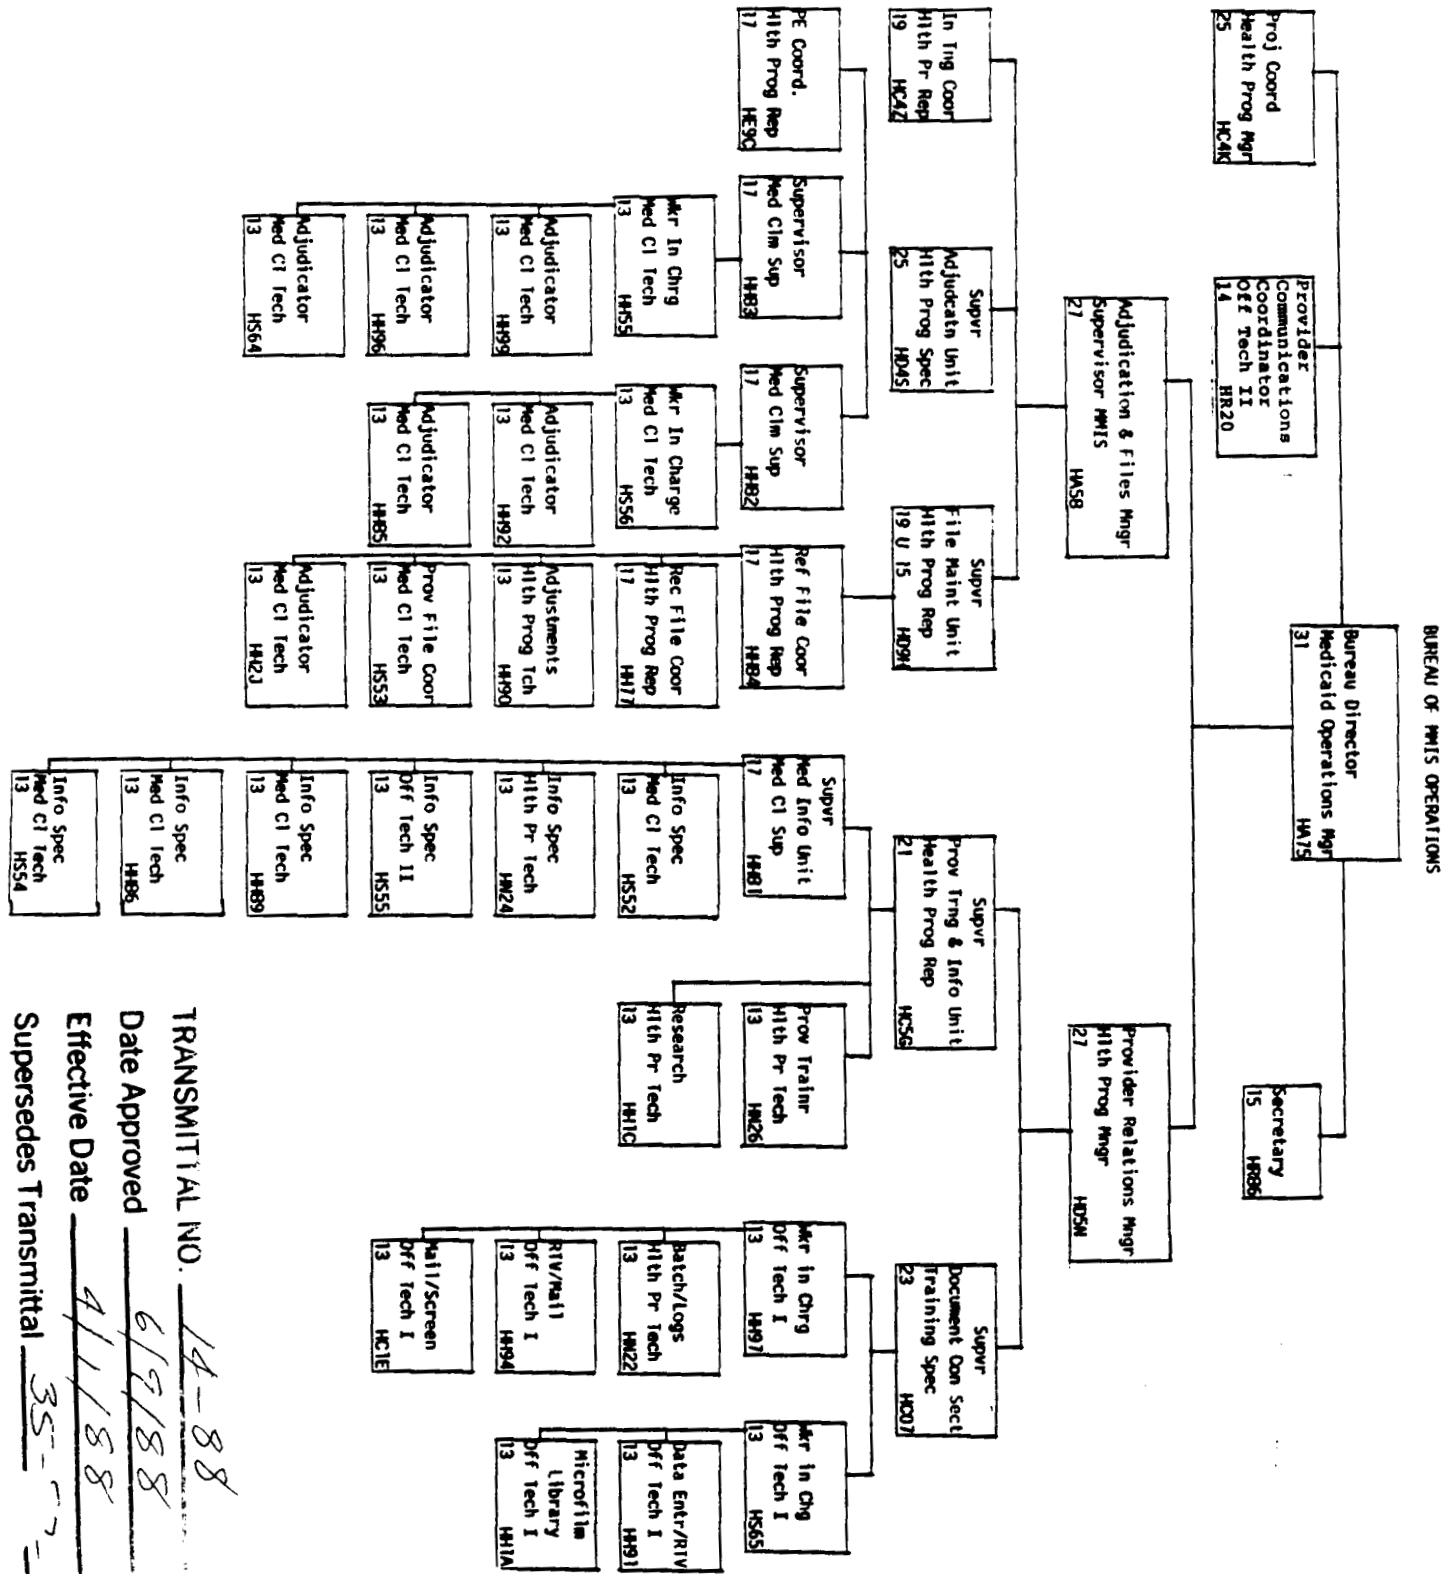 BUREAU OF MMIS OPERATIONS
Bureau Director
Medicaid Operations Mgr
31 HA75
Proj Coord
Health Prog Mgr
25 HC4K
Provider
Communications
Coordinator
Off Tech II
14 HR20
Secretary
15 HR86
Adjudication & Files Mngr
Supervisor MMIS
27 HA58
Provider Relations Mngr
Hlth Prog Mngr
27 HD5N
In Tng Coor
Hlth Pr Rep
19 HC4Z
Supvr
Adjudcatn Unit
Hlth Prog Spec
25 HD4S
Supvr
File Maint Unit
Hlth Prog Rep
19 U 15 HD9H
Supvr
Prov Trng & Info Unit
Health Prog Rep
21 HC5G
Supvr
Document Con Sect
Training Spec
23 HC07
PE Coord.
Hlth Prog Rep
17 HE9C
Supervisor
Med Clm Sup
17 HH83
Supervisor
Med Clm Sup
17 HH82
Ref File Coor
Hlth Prog Rep
17 HH84
Supvr
Med Info Unit
Med Cl Sup
17 HH81
Prov Trainr
Hlth Pr Tech
13 HN26
Wkr in Chrg
Off Tech I
13 HH97
Wkr in Chg
Off Tech I
13 HS65
Wkr In Chrg
Med Cl Tech
13 HH55
Wkr In Charge
Med Cl Tech
13 HS56
Rec File Coor
Hlth Prog Rep
17 HH77
Info Spec
Med Cl Tech
13 HS52
Research
Hlth Pr Tech
13 HH1C
Batch/Logs
Hlth Pr Tech
13 HN22
Data Entr/RTV
Off Tech I
13 HH91
Adjudicator
Med Cl Tech
13 HH99
Adjudicator
Med Cl Tech
13 HH92
Adjustments
Hlth Prog Tch
13 HH90
Info Spec
Hlth Pr Tech
13 HN24
RTV/Mail
Off Tech I
13 HH94
Microfilm
Library
Off Tech I
13 HH1A
Adjudicator
Med Cl Tech
13 HH96
Adjudicator
Med Cl Tech
13 HH85
Prov File Coor
Med Cl Tech
13 HS53
Info Spec
Off Tech II
13 HS55
Mail/Screen
Off Tech I
13 HC1E
Adjudicator
Med Cl Tech
13 HS64
Adjudicator
Med Cl Tech
13 HH2J
Info Spec
Med Cl Tech
13 HH89
Info Spec
Med Cl Tech
13 HH86
Info Spec
Med Cl Tech
13 HS54
TRANSMITTAL NO. 14-88
Date Approved 6/9/88
Effective Date 4/1/88
Supersedes Transmittal 35-